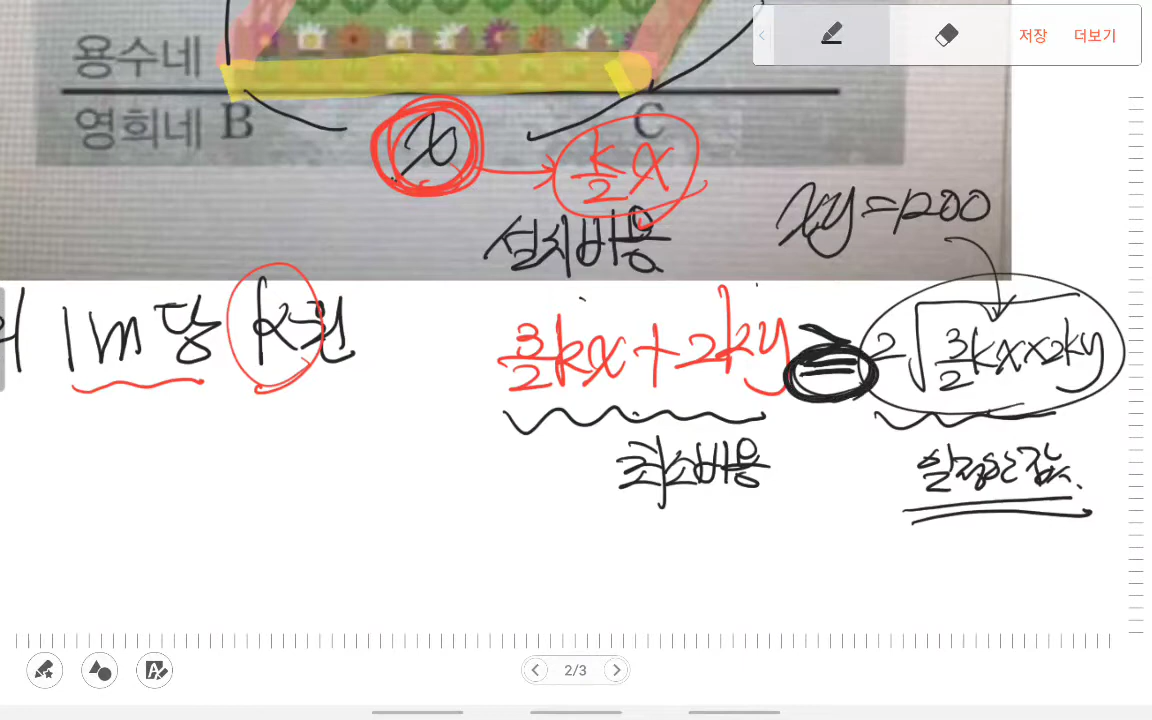 저장 더보기
용수네
영희네 B C
x
k/2 x
설치비용
xy=1200
1m당 k원
3/2kx+2ky ≥ 2√3/2kx×2ky
최소비용
일정한 값.
2/3